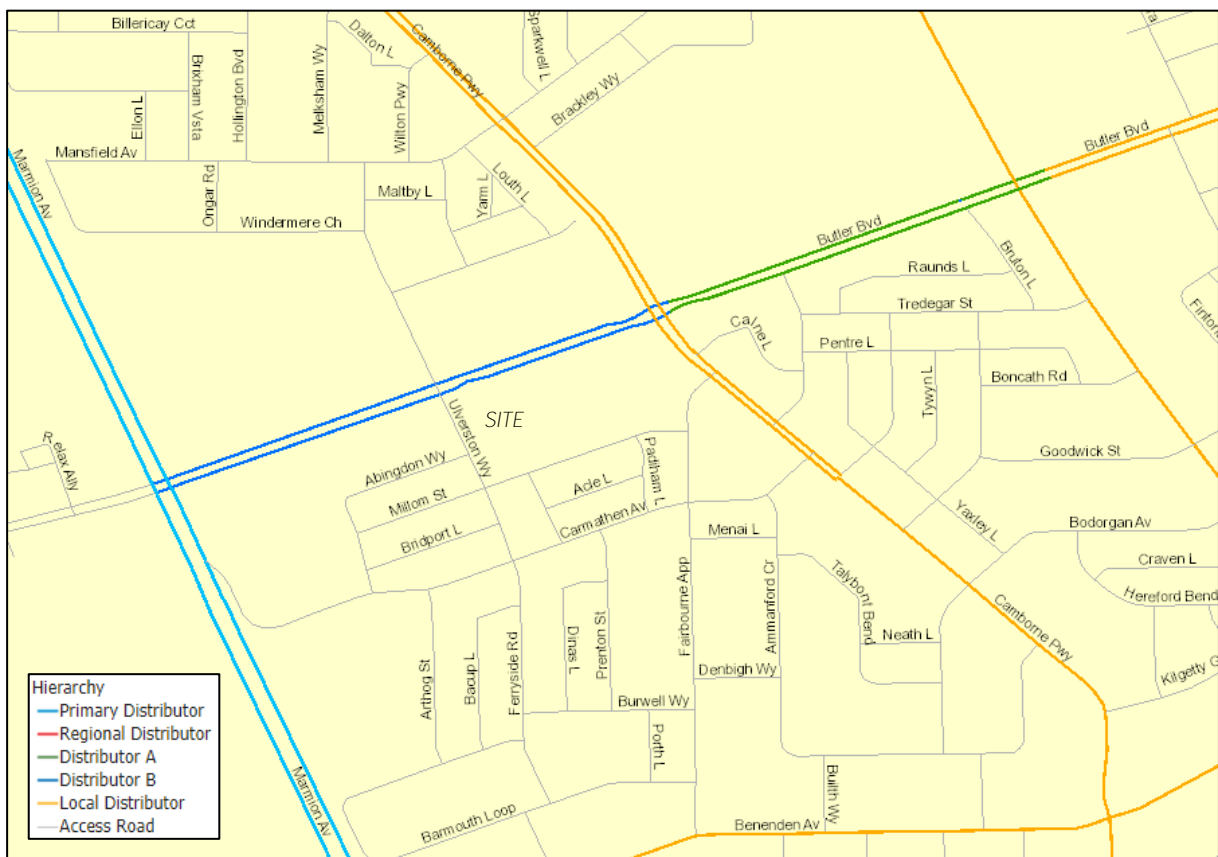 Billericay Cct
Dalton L
Camborne Pwy
Sparkwell L
Brackley Wy
Brixham Vsta
Hollington Bvd
Melksham Wy
Wilton Pwy
Ellon L
Mansfield Av
Marmion Av
Ongar Rd
Maltby L
Yarm L
Louth L
Windermere Ch
Butler Bvd
Butler Bvd
Bruton L
Raunds L
Tredegar St
Calne L
Pentre L
Tywyn L
Boncath Rd
SITE
Ulverston Wy
Relax Ally
Abingdon Wy
Millom St
Bridport L
Padlham L
Acle L
Carmathen Av
Goodwick St
Yaxley L
Bodorgan Av
Menai L
Craven L
Hereford Bend
Talybont Bend
Ammanford Cr
Fairbourne App
Prenton St
Dinas L
Ferryside Rd
Bacup L
Arthog St
Neath L
Camborne Pwy
Denbigh Wy
Burwell Wy
Porth L
Builth Wy
Barmouth Loop
Benenden Av
Marmion Av
Hierarchy
Primary Distributor
Regional Distributor
Distributor A
Distributor B
Local Distributor
Access Road